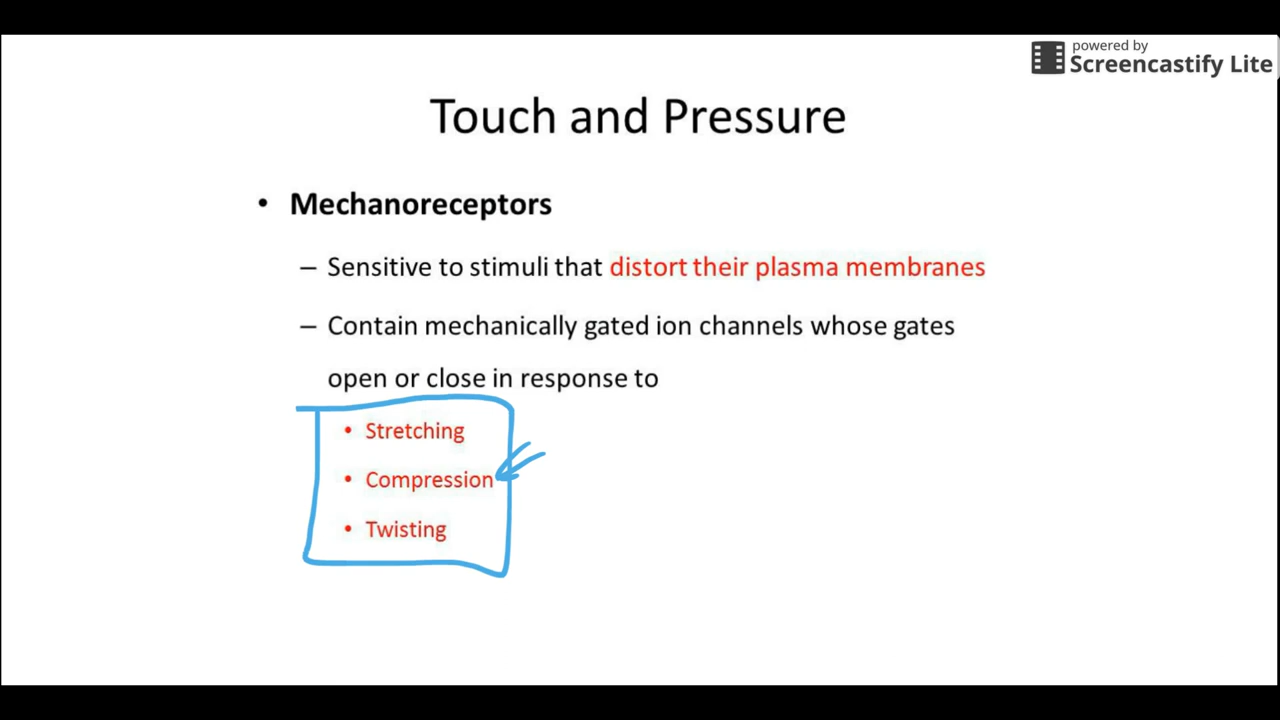 powered by
Screencastify Lite
Touch and Pressure
• Mechanoreceptors
– Sensitive to stimuli that distort their plasma membranes
– Contain mechanically gated ion channels whose gates
open or close in response to
• Stretching
• Compression
• Twisting